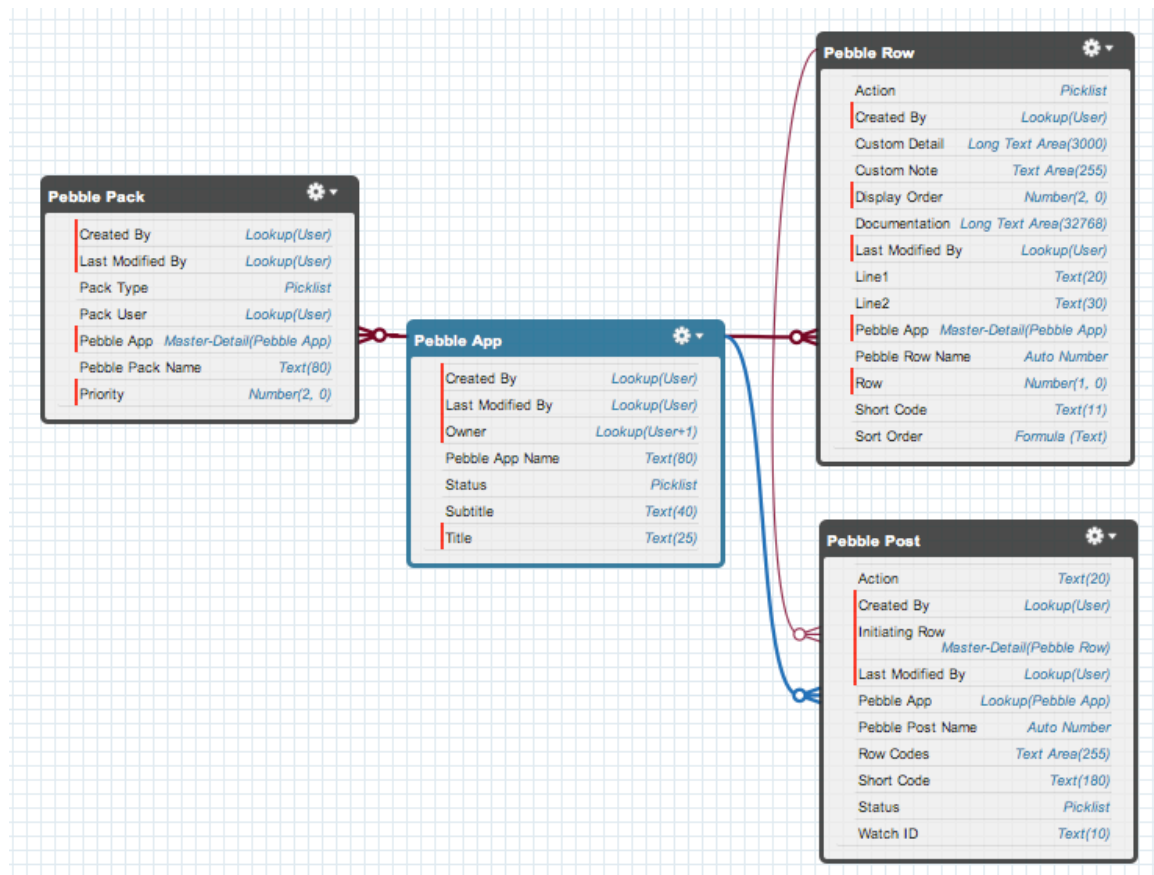 Pebble Pack
Created By Lookup(User)
Last Modified By Lookup(User)
Pack Type Picklist
Pack User Lookup(User)
Pebble App Master-Detail(Pebble App)
Pebble Pack Name Text(80)
Priority Number(2, 0)
Pebble App
Created By Lookup(User)
Last Modified By Lookup(User)
Owner Lookup(User+1)
Pebble App Name Text(80)
Status Picklist
Subtitle Text(40)
Title Text(25)
Pebble Row
Action Picklist
Created By Lookup(User)
Custom Detail Long Text Area(3000)
Custom Note Text Area(255)
Display Order Number(2, 0)
Documentation Long Text Area(32768)
Last Modified By Lookup(User)
Line1 Text(20)
Line2 Text(30)
Pebble App Master-Detail(Pebble App)
Pebble Row Name Auto Number
Row Number(1, 0)
Short Code Text(11)
Sort Order Formula (Text)
Pebble Post
Action Text(20)
Created By Lookup(User)
Initiating Row
Master-Detail(Pebble Row)
Last Modified By Lookup(User)
Pebble App Lookup(Pebble App)
Pebble Post Name Auto Number
Row Codes Text Area(255)
Short Code Text(180)
Status Picklist
Watch ID Text(10)